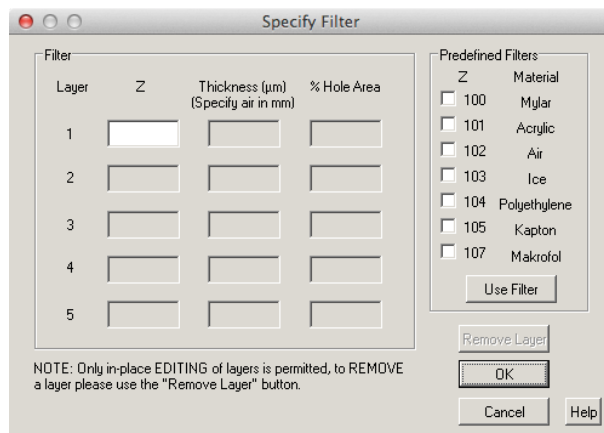 Specify Filter
Filter
Layer Z Thickness (µm) % Hole Area
(Specify air in mm)
1
2
3
4
5
NOTE: Only in-place EDITING of layers is permitted, to REMOVE
a layer please use the "Remove Layer" button.
Predefined Filters
Z Material
100 Mylar
101 Acrylic
102 Air
103 Ice
104 Polyethylene
105 Kapton
107 Makrofol
Use Filter
Remove Layer
OK
Cancel Help